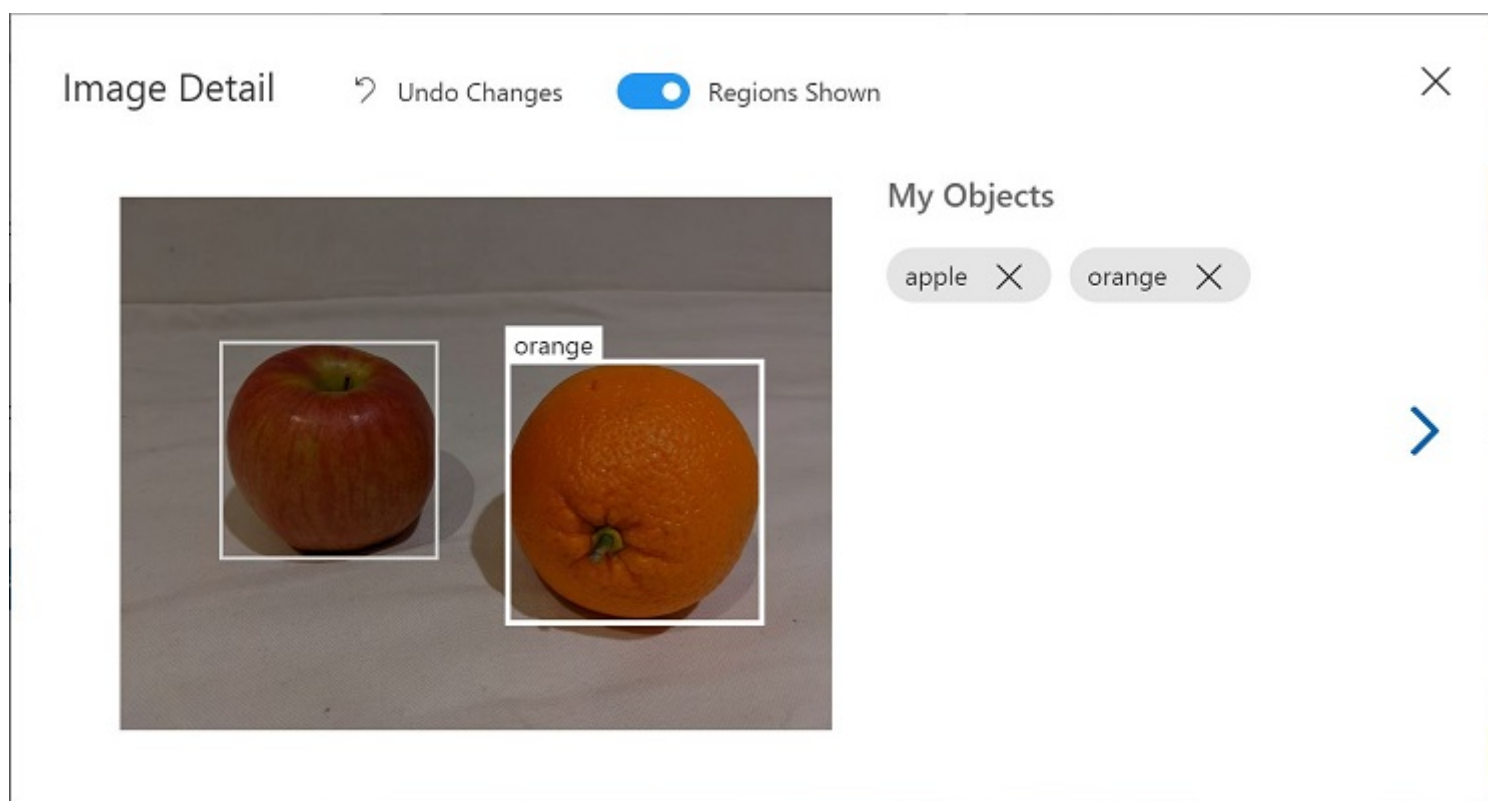 Image Detail
Undo Changes
Regions Shown
My Objects
apple
orange
orange